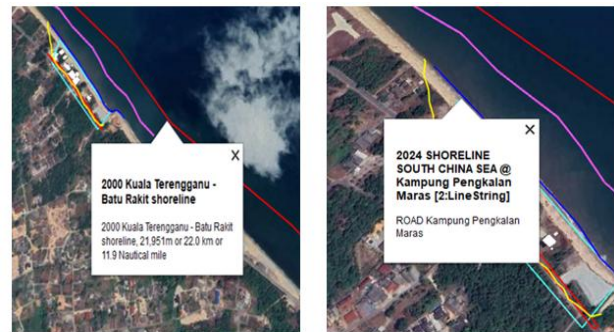 X
2000 Kuala Terengganu -
Batu Rakit shoreline
2000 Kuala Terengganu - Batu Rakit
shoreline, 21,951m or 22.0 km or
11.9 Nautical mile
X
2024 SHORELINE
SOUTH CHINA SEA @
Kampung Pengkalan
Maras [2:LineString]
ROAD Kampung Pengkalan
Maras